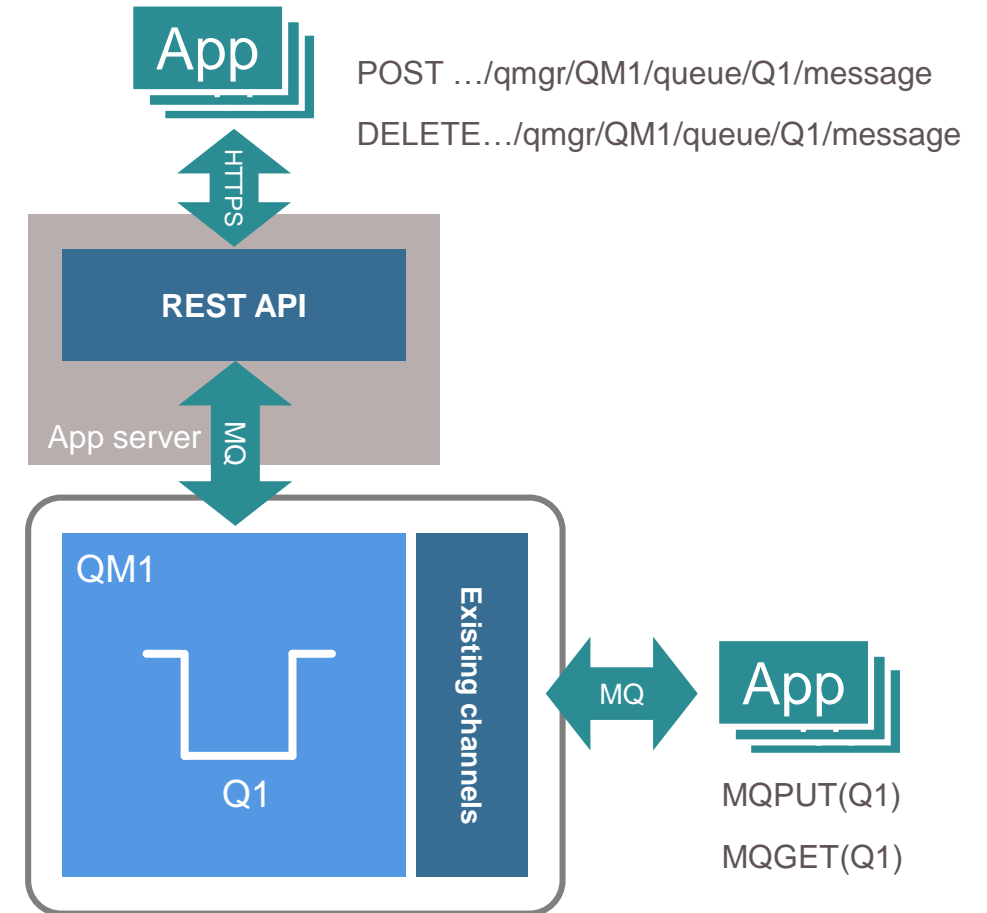 App
POST …/qmgr/QM1/queue/Q1/message
DELETE…/qmgr/QM1/queue/Q1/message
HTTPS
REST API
App server
MQ
QM1
Q1
Existing channels
MQ
App
MQPUT(Q1)
MQGET(Q1)